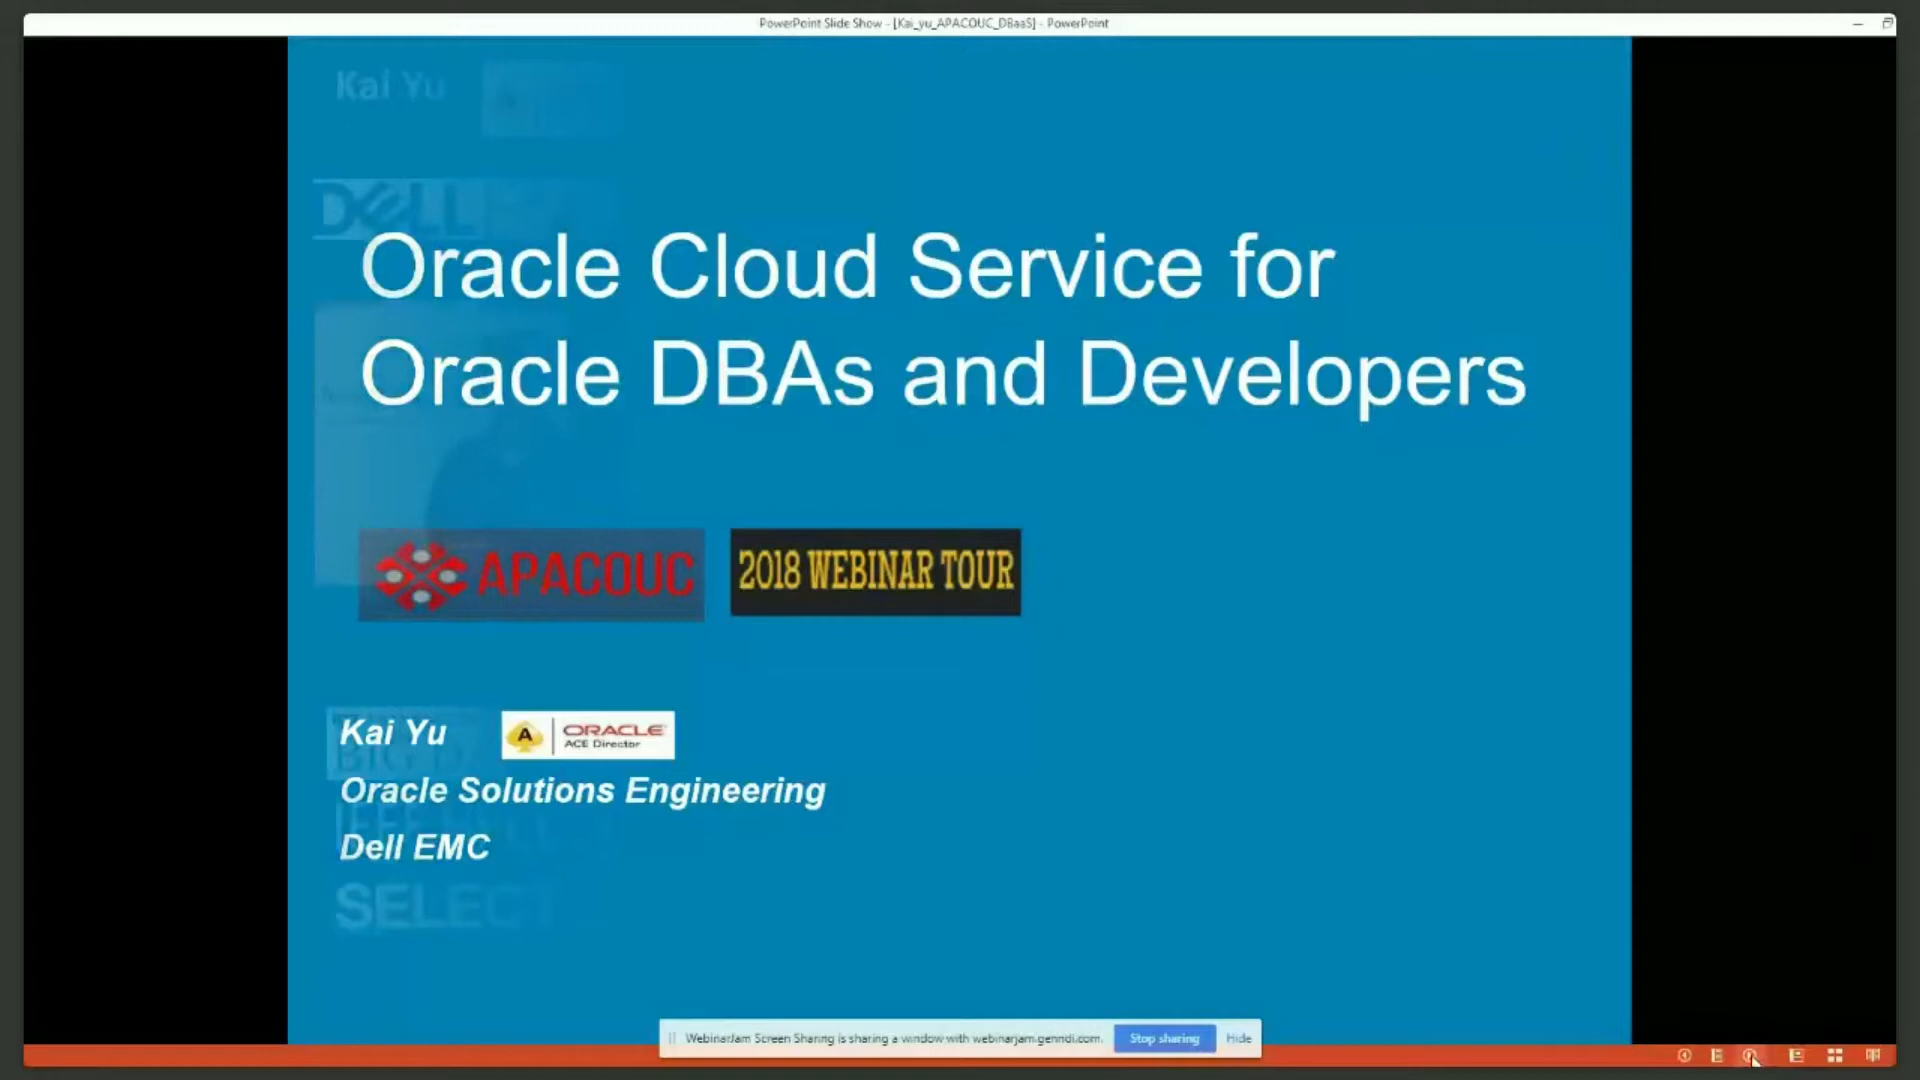 PowerPoint Slide Show - [Kai_yu_APACOUC_DBaaS] - PowerPoint
Kai Yu
DELL
Oracle Cloud Service for
Oracle DBAs and Developers
APACOUC
2018 WEBINAR TOUR
Kai Yu
A ORACLE
ACE Director
Oracle Solutions Engineering
Dell EMC
SELECT
WebinarJam Screen Sharing is sharing a window with webinarjam.genndi.com.
Stop sharing
Hide